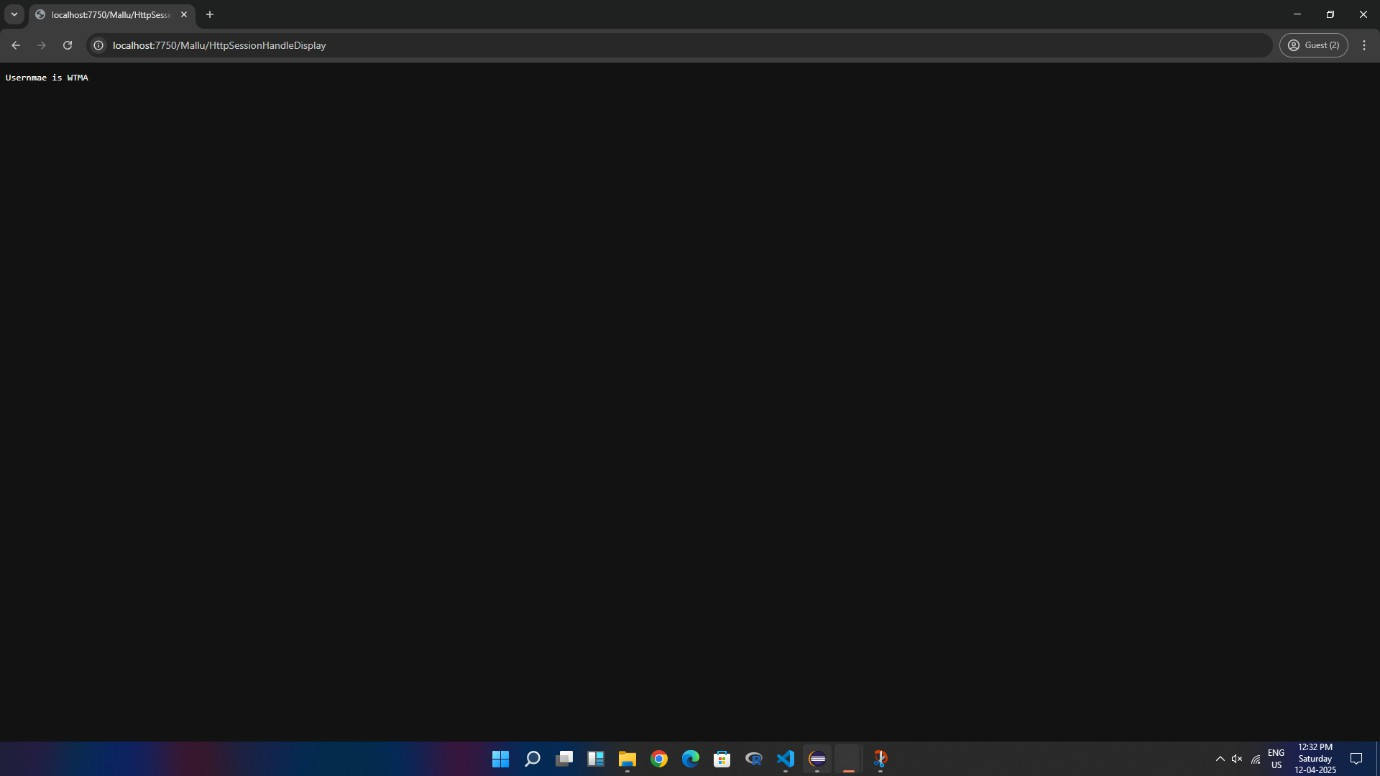 localhost:7750/Mallu/HttpSess
localhost:7750/Mallu/HttpSessionHandleDisplay
Guest (2)
Usernmae is WTMA
ENG
US
12:32 PM
Saturday
12-04-2025